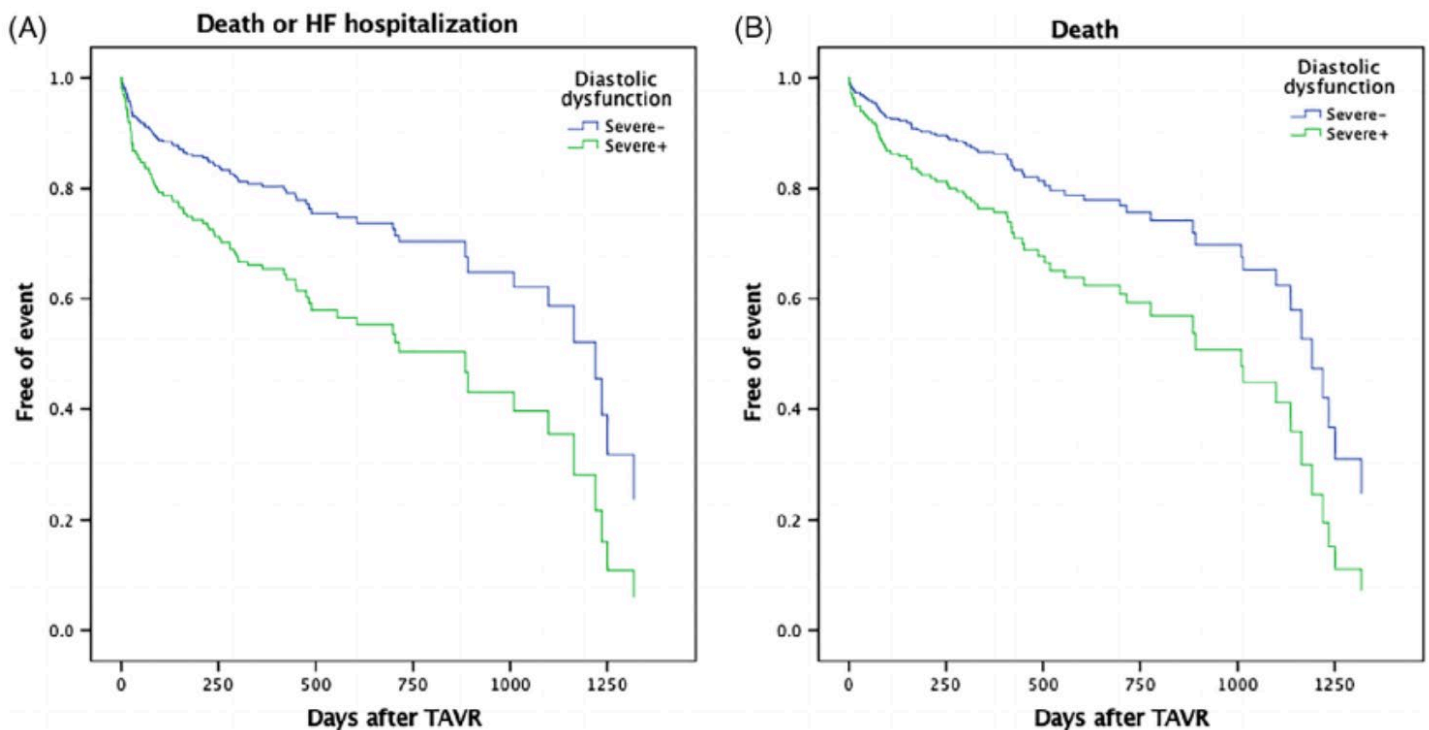 (A)
Death or HF hospitalization
Diastolic
dysfunction
Severe-
Severe+
1.0
0.8
0.6
0.4
0.2
0.0
Free of event
0 250 500 750 1000 1250
Days after TAVR
(B)
Death
Diastolic
dysfunction
Severe-
Severe+
1.0
0.8
0.6
0.4
0.2
0.0
Free of event
0 250 500 750 1000 1250
Days after TAVR